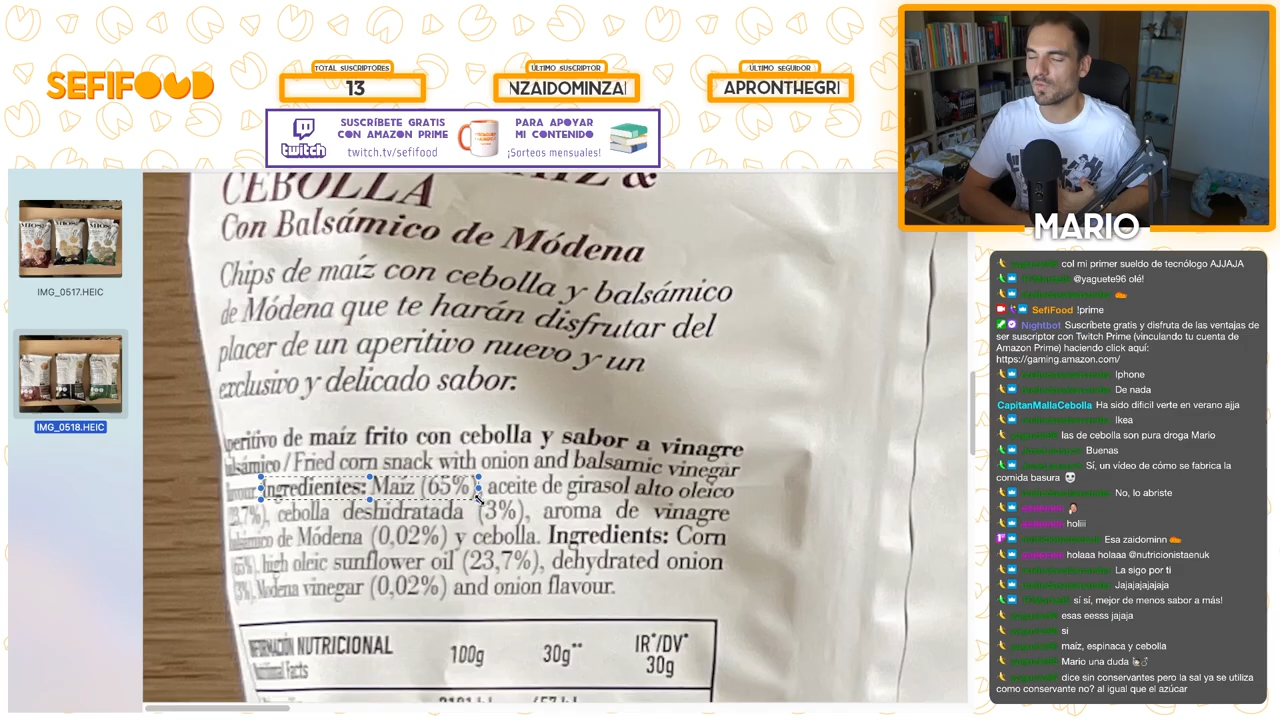 SEFIFOOD
TOTAL SUSCRIPTORES
13
ÚLTIMO SUSCRIPTOR
NZAIDOMINZAI
ÚLTIMO SEGUIDOR
APRONTHEGRI
twitch
SUSCRÍBETE GRATIS
CON AMAZON PRIME
twitch.tv/sefifood
PARA APOYAR
MI CONTENIDO
¡Sorteos mensuales!
MARIO
IMG_0517.HEIC
IMG_0518.HEIC
CEBOLLA
Con Balsámico de Módena
Chips de maíz con cebolla y balsámico
de Módena que te harán disfrutar del
placer de un aperitivo nuevo y un
exclusivo y delicado sabor.
aperitivo de maíz frito con cebolla y sabor a vinagre
balsamico / Fried corn snack with onion and balsamic vinegar
flavour. Ingredientes: Maíz (65%), aceite de girasol alto oleico
(23,7%), cebolla deshidratada (3%), aroma de vinagre
balsamico de Módena (0,02%) y cebolla. Ingredients: Corn
(65%), high oleic sunflower oil (23,7%), dehydrated onion
(3%), Modena vinegar (0,02%) and onion flavour.
INFORMACIÓN NUTRICIONAL 100g 30g** IR*/DV*
Nutritional Facts 30g
col mi primer sueldo de tecnólogo AJJAJA
@yaguete96 olé!
SefiFood !prime
Nightbot Suscríbete gratis y disfruta de las ventajas de
ser suscriptor con Twitch Prime (vinculando tu cuenta de
Amazon Prime) haciendo click aquí:
https://gaming.amazon.com/
Iphone
De nada
CapitanMallaCebolla Ha sido dificil verte en verano ajja
Ikea
las de cebolla son pura droga Mario
Buenas
Sí, un vídeo de cómo se fabrica la
comida basura
No, lo abriste
holiii
Esa zaidominn
holaaa holaaa @nutricionistaenuk
La sigo por ti
Jajajajajajaja
sí sí, mejor de menos sabor a más!
esas eesss jajaja
si
maíz, espinaca y cebolla
Mario una duda
dice sin conservantes pero la sal ya se utiliza
como conservante no? al igual que el azúcar